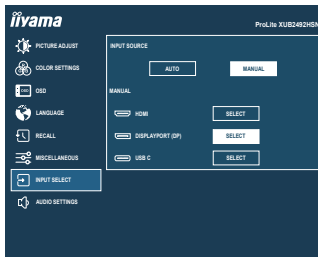 iiyama
ProLite XUB2492HSN
PICTURE ADJUST
COLOR SETTINGS
OSD
OSD
LANGUAGE
RECALL
MISCELLANEOUS
INPUT SELECT
AUDIO SETTINGS
INPUT SOURCE
AUTO
MANUAL
MANUAL
HDMI
SELECT
DISPLAYPORT (DP)
SELECT
USB C
SELECT